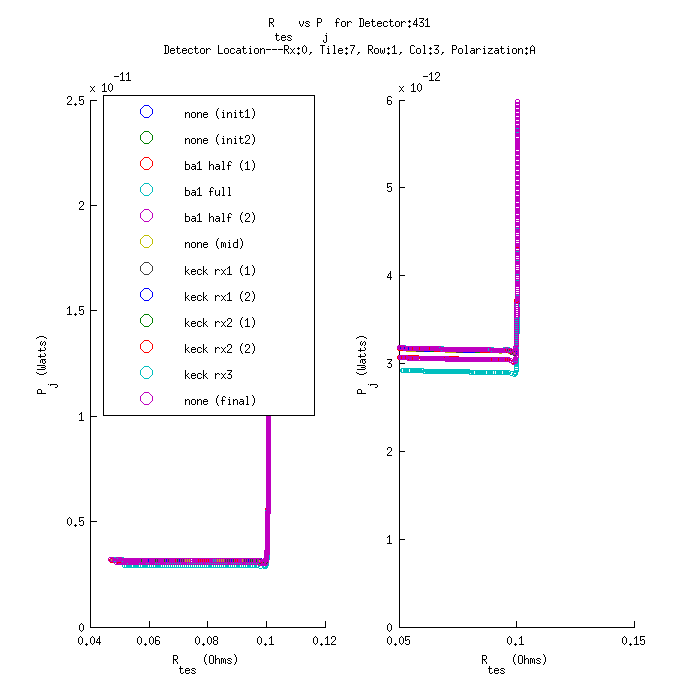 R_tes vs P_j for Detector:431
Detector Location---Rx:0, Tile:7, Row:1, Col:3, Polarization:A
x 10^-11
2.5
2
1.5
1
0.5
0
0.04 0.06 0.08 0.1 0.12
P_j (Watts)
R_tes (Ohms)
none (init1)
none (init2)
ba1 half (1)
ba1 full
ba1 half (2)
none (mid)
keck rx1 (1)
keck rx1 (2)
keck rx2 (1)
keck rx2 (2)
keck rx3
none (final)
x 10^-12
6
5
4
3
2
1
0
0.05 0.1 0.15
P_j (Watts)
R_tes (Ohms)